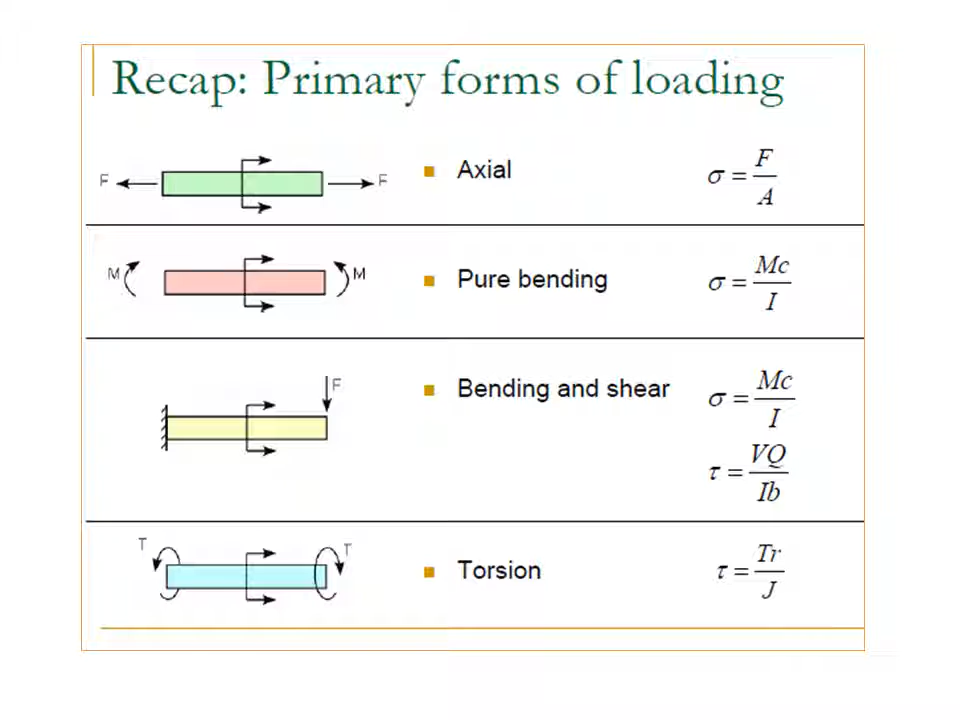 Recap: Primary forms of loading
F F ■ Axial σ = F/A
M M ■ Pure bending σ = Mc/I
F ■ Bending and shear σ = Mc/I
τ = VQ/Ib
T T ■ Torsion τ = Tr/J